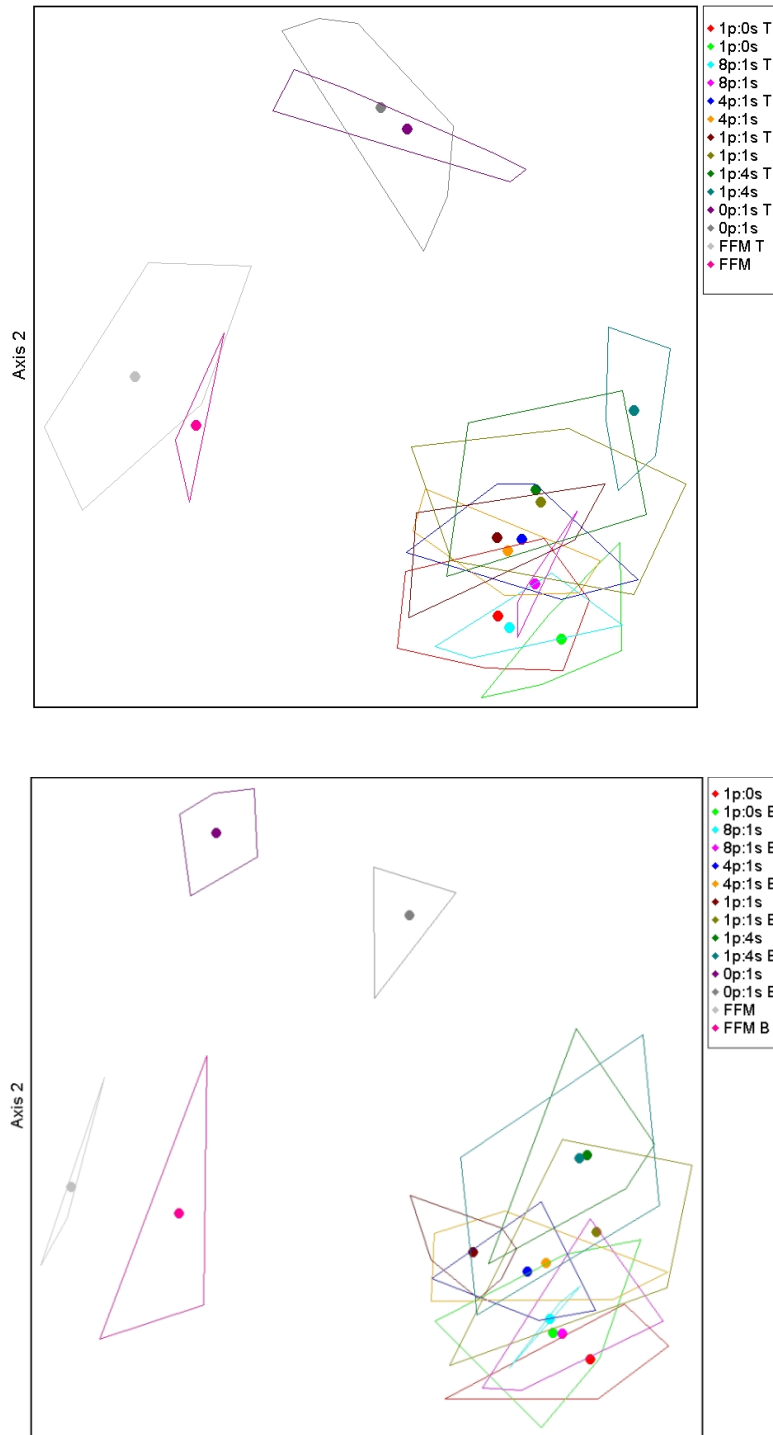 1p:0s T
1p:0s
8p:1s T
8p:1s
4p:1s T
4p:1s
1p:1s T
1p:1s
1p:4s T
1p:4s
0p:1s T
0p:1s
FFM T
FFM
Axis 2
1p:0s
1p:0s B
8p:1s
8p:1s B
4p:1s
4p:1s B
1p:1s
1p:1s B
1p:4s
1p:4s B
0p:1s
0p:1s B
FFM
FFM B
Axis 2